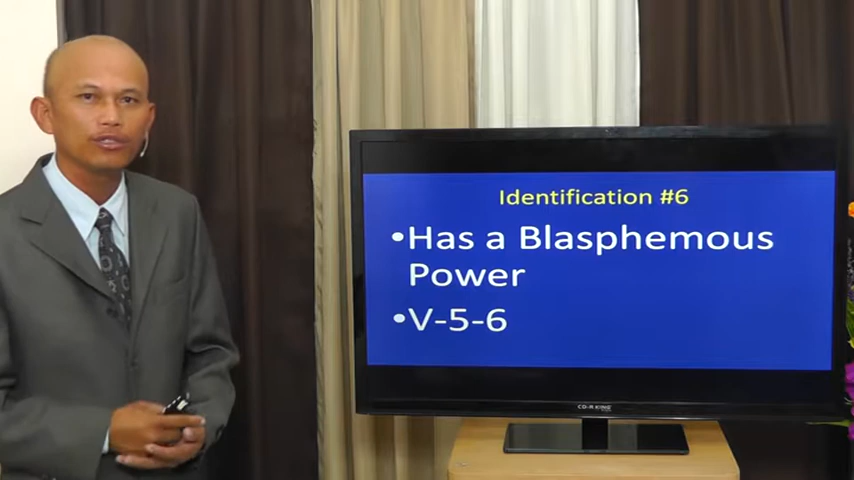 Identification #6
•Has a Blasphemous
Power
•V-5-6
CD-R KING